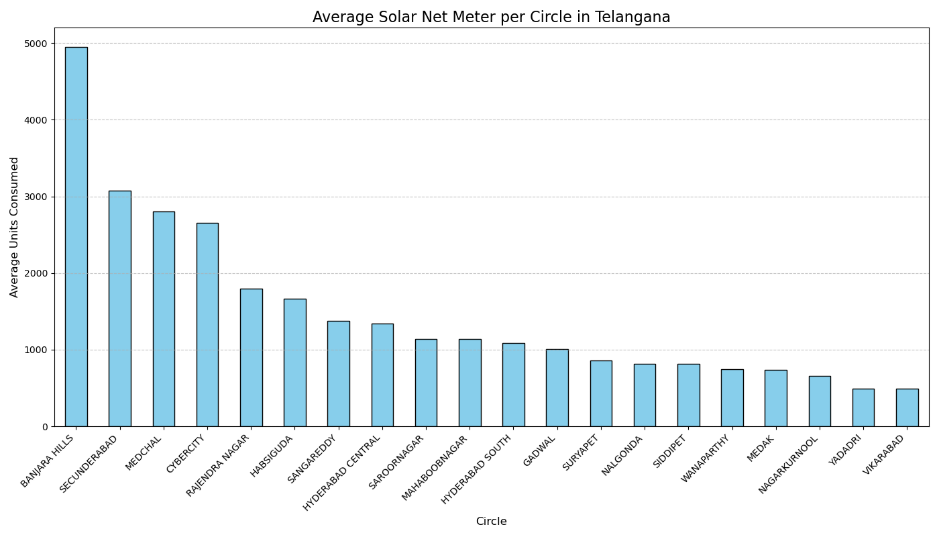 Average Solar Net Meter per Circle in Telangana
Average Units Consumed
5000
4000
3000
2000
1000
0
BANJARA HILLS
SECUNDERABAD
MEDCHAL
CYBERCITY
RAJENDRA NAGAR
HABSIGUDA
SANGAREDDY
HYDERABAD CENTRAL
SAROORNAGAR
MAHABOOBNAGAR
HYDERABAD SOUTH
GADWAL
SURYAPET
NALGONDA
SIDDIPET
WANAPARTHY
MEDAK
NAGARKURNOOL
YADADRI
VIKARABAD
Circle